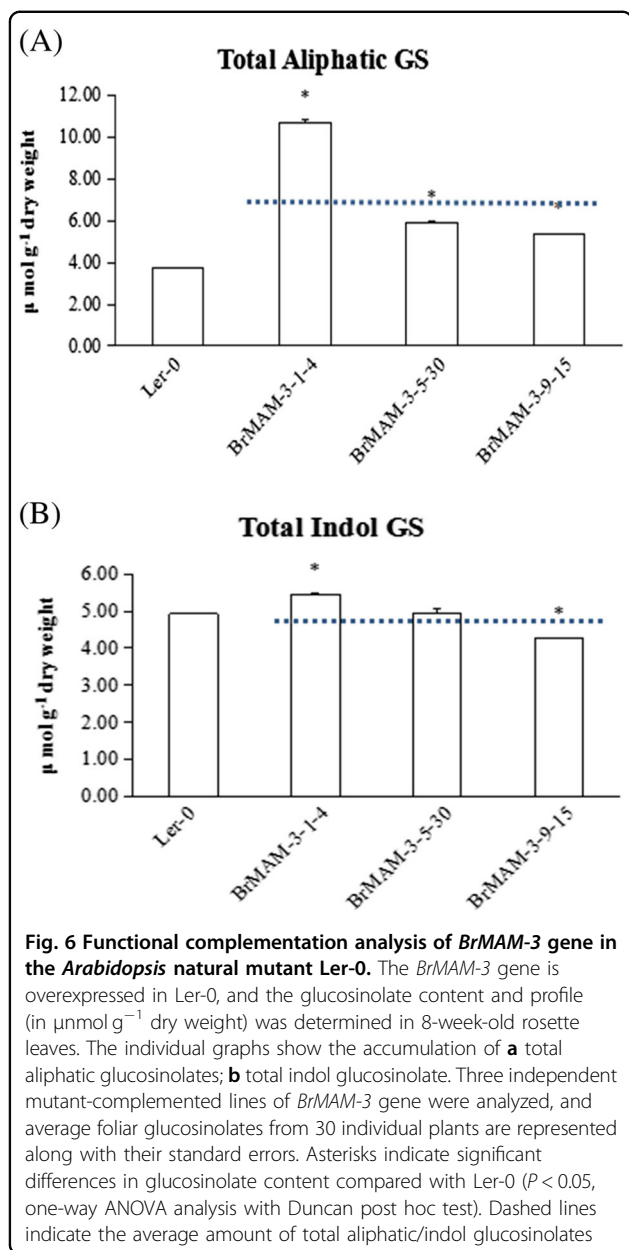 (A)
Total Aliphatic GS
μ mol g⁻¹ dry weight
12.00
10.00
8.00
6.00
4.00
2.00
0.00
*
*
*
Ler-0
BrMAM-3-1-4
BrMAM-3-5-30
BrMAM-3-9-15
(B)
Total Indol GS
μ mol g⁻¹ dry weight
6.00
5.00
4.00
3.00
2.00
1.00
0.00
*
*
Ler-0
BrMAM-3-1-4
BrMAM-3-5-30
BrMAM-3-9-15
Fig. 6 Functional complementation analysis of BrMAM-3 gene in
the Arabidopsis natural mutant Ler-0. The BrMAM-3 gene is
overexpressed in Ler-0, and the glucosinolate content and profile
(in μnmol g⁻¹ dry weight) was determined in 8-week-old rosette
leaves. The individual graphs show the accumulation of a total
aliphatic glucosinolates; b total indol glucosinolate. Three independent
mutant-complemented lines of BrMAM-3 gene were analyzed, and
average foliar glucosinolates from 30 individual plants are represented
along with their standard errors. Asterisks indicate significant
differences in glucosinolate content compared with Ler-0 (P < 0.05,
one-way ANOVA analysis with Duncan post hoc test). Dashed lines
indicate the average amount of total aliphatic/indol glucosinolates